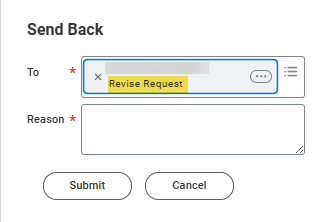 Send Back
To *
× Revise Request
Reason *
Submit Cancel